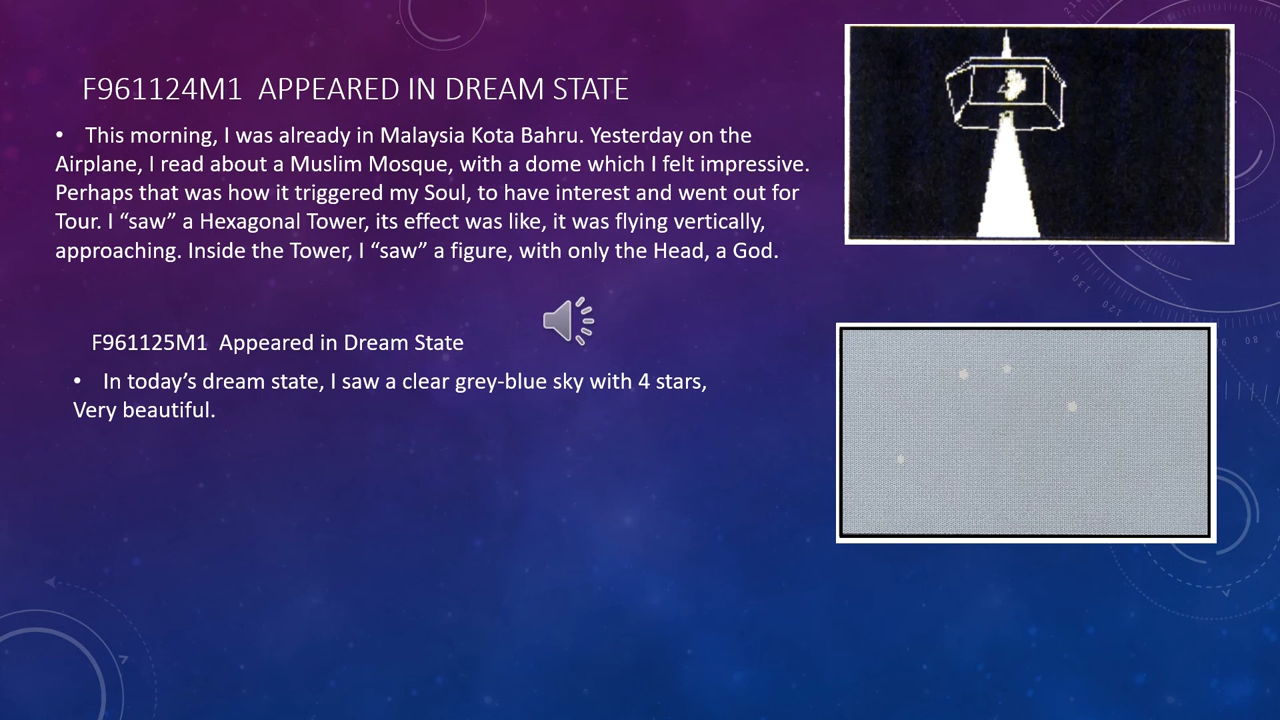 F961124M1 APPEARED IN DREAM STATE
• This morning, I was already in Malaysia Kota Bahru. Yesterday on the
Airplane, I read about a Muslim Mosque, with a dome which I felt impressive.
Perhaps that was how it triggered my Soul, to have interest and went out for
Tour. I “saw” a Hexagonal Tower, its effect was like, it was flying vertically,
approaching. Inside the Tower, I “saw” a figure, with only the Head, a God.
F961125M1 Appeared in Dream State
• In today’s dream state, I saw a clear grey-blue sky with 4 stars,
Very beautiful.